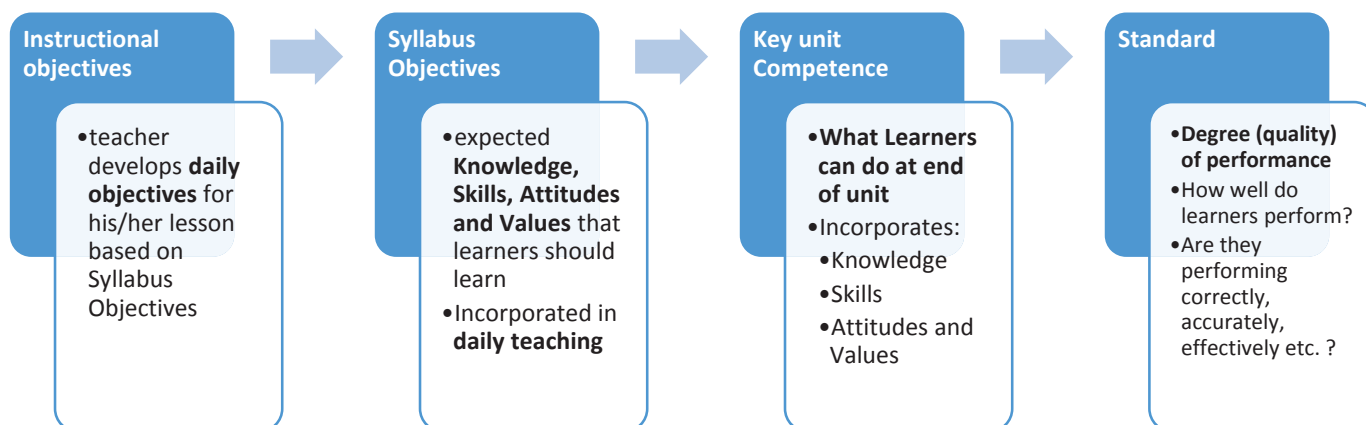 Instructional
objectives
•teacher
develops daily
objectives for
his/her lesson
based on
Syllabus
Objectives
Syllabus
Objectives
•expected
Knowledge,
Skills, Attitudes
and Values that
learners should
learn
•Incorporated in
daily teaching
Key unit
Competence
•What Learners
can do at end
of unit
•Incorporates:
•Knowledge
•Skills
•Attitudes and
Values
Standard
•Degree (quality)
of performance
•How well do
learners perform?
•Are they
performing
correctly,
accurately,
effectively etc. ?